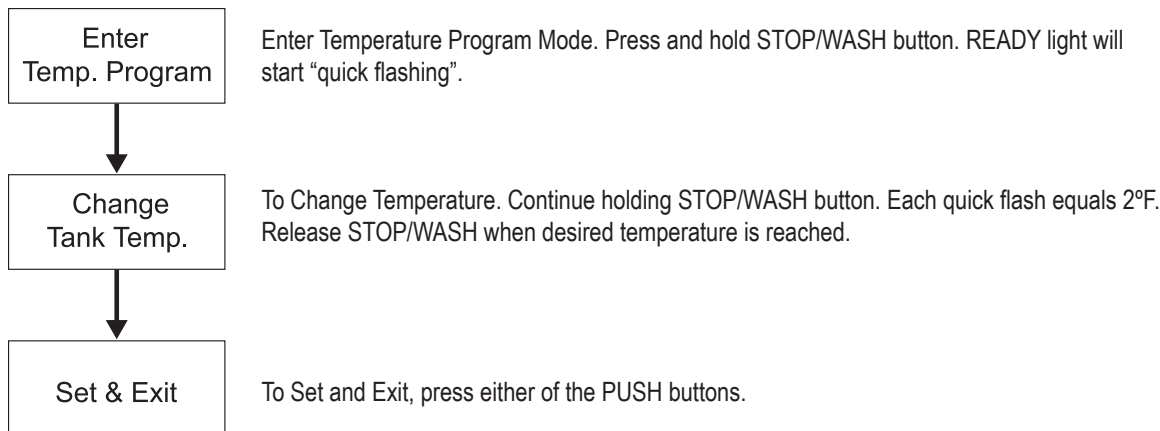 Enter
Temp. Program
Enter Temperature Program Mode. Press and hold STOP/WASH button. READY light will
start “quick flashing”.
Change
Tank Temp.
To Change Temperature. Continue holding STOP/WASH button. Each quick flash equals 2ºF.
Release STOP/WASH when desired temperature is reached.
Set & Exit
To Set and Exit, press either of the PUSH buttons.